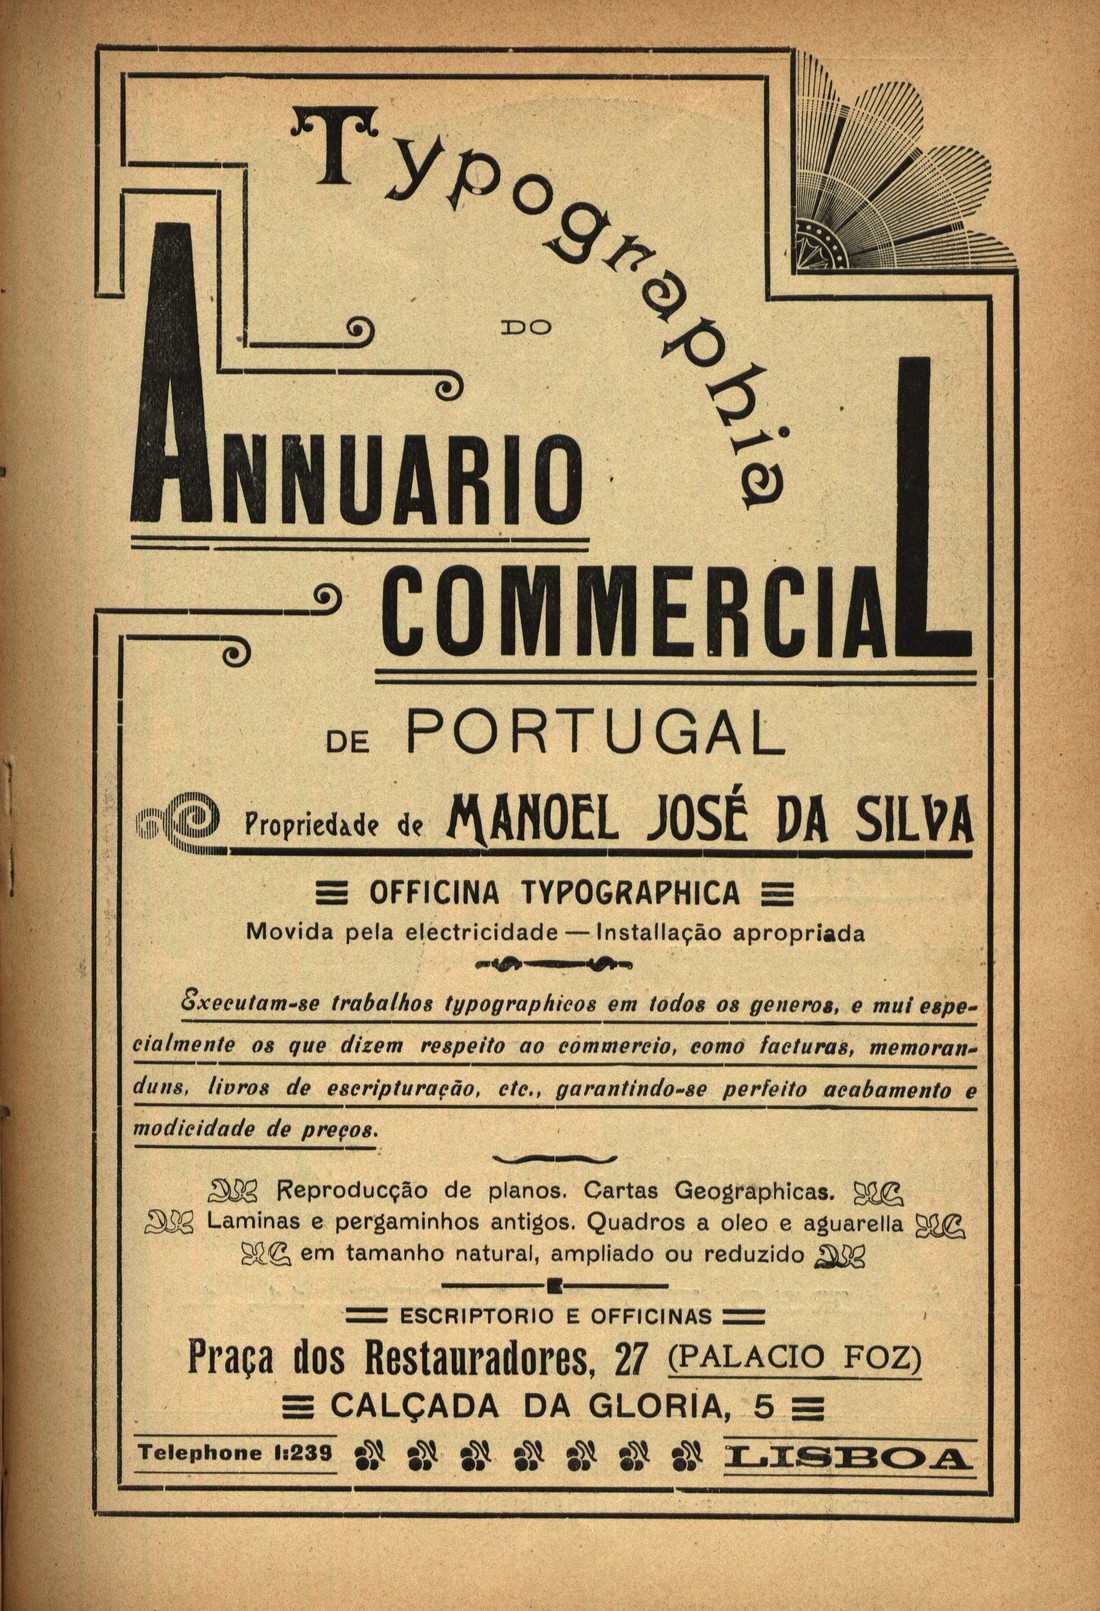 Typographia
DO
ANNUARIO
COMMERCIAL
DE PORTUGAL
Propriedade de MANOEL JOSÉ DA SILVA
OFFICINA TYPOGRAPHICA
Movida pela electricidade — Installação apropriada
Executam-se trabalhos typographicos em todos os generos, e mui espe-
cialmente os que dizem respeito ao commercio, como facturas, memoran-
duns, livros de escripturação, etc., garantindo-se perfeito acabamento e
modicidade de preços.
Reproducção de planos. Cartas Geographicas.
Laminas e pergaminhos antigos. Quadros a oleo e aguarella
em tamanho natural, ampliado ou reduzido
ESCRIPTORIO E OFFICINAS
Praça dos Restauradores, 27 (PALACIO FOZ)
CALÇADA DA GLORIA, 5
Telephone 1:239 LISBOA